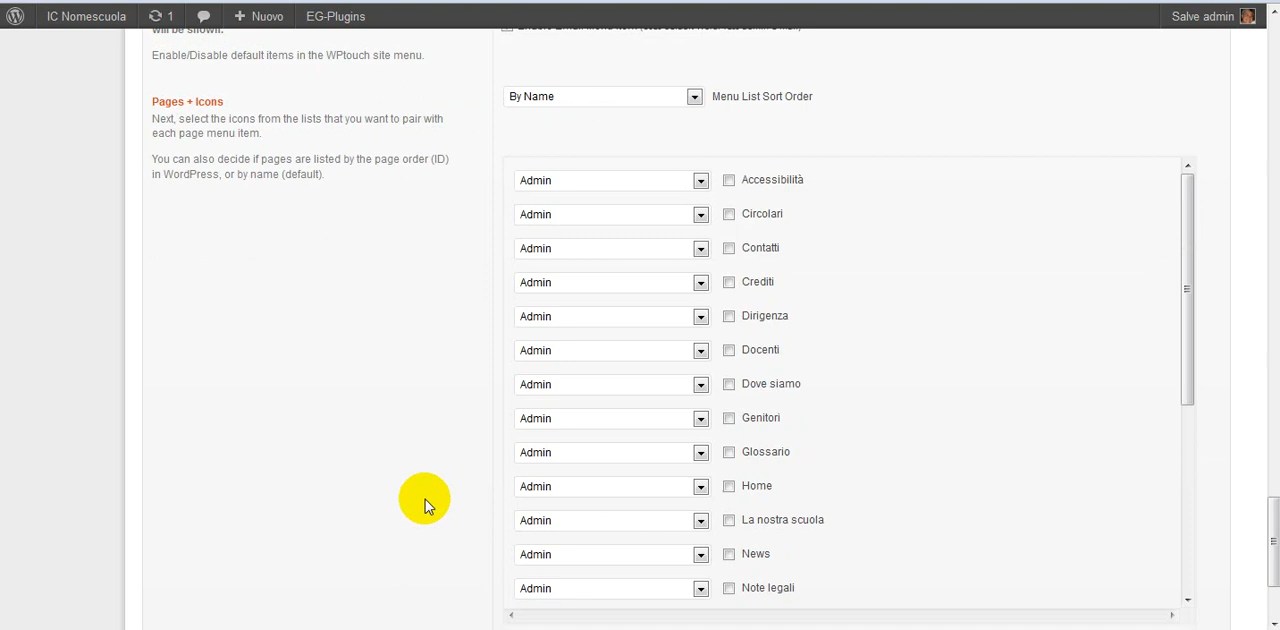 IC Nomescuola 1 Nuovo EG-Plugins Salve admin
will be shown.
Enable/Disable default items in the WPtouch site menu.
Pages + Icons
Next, select the icons from the lists that you want to pair with
each page menu item.
You can also decide if pages are listed by the page order (ID)
in WordPress, or by name (default).
By Name Menu List Sort Order
Admin Accessibilità
Admin Circolari
Admin Contatti
Admin Crediti
Admin Dirigenza
Admin Docenti
Admin Dove siamo
Admin Genitori
Admin Glossario
Admin Home
Admin La nostra scuola
Admin News
Admin Note legali